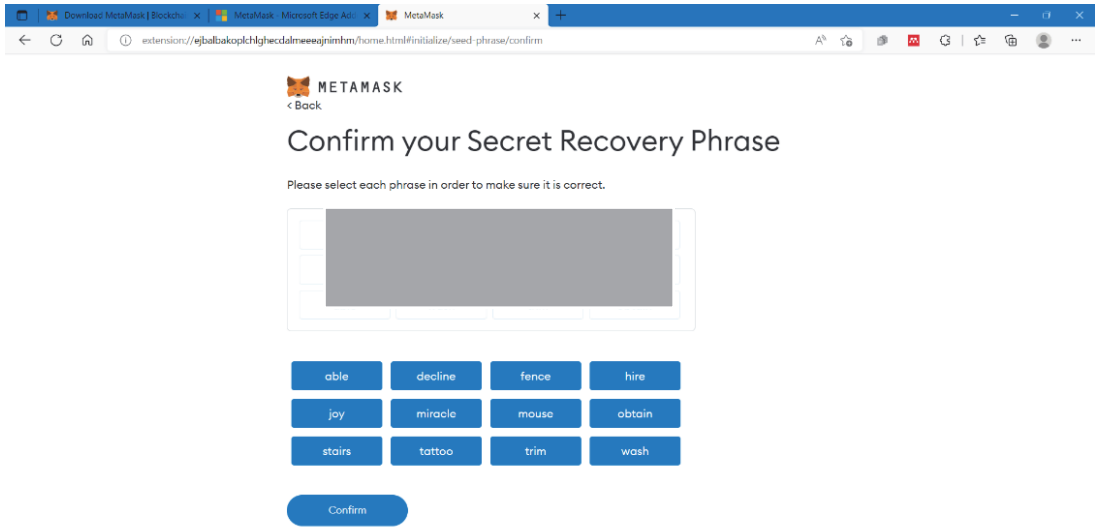 Download MetaMask | Blockchai
MetaMask - Microsoft Edge Add
MetaMask
extension://ejbalbakoplchlghecdalmeeeajnimhm/home.html#initialize/seed-phrase/confirm
METAMASK
< Back
Confirm your Secret Recovery Phrase
Please select each phrase in order to make sure it is correct.
able decline fence hire
joy miracle mouse obtain
stairs tattoo trim wash
Confirm